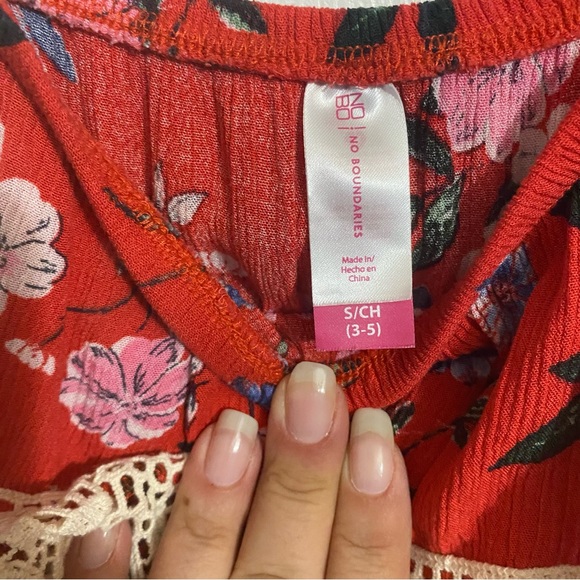 NO
BO
NO BOUNDARIES
Made in/
Hecho en
China
S/CH
(3-5)